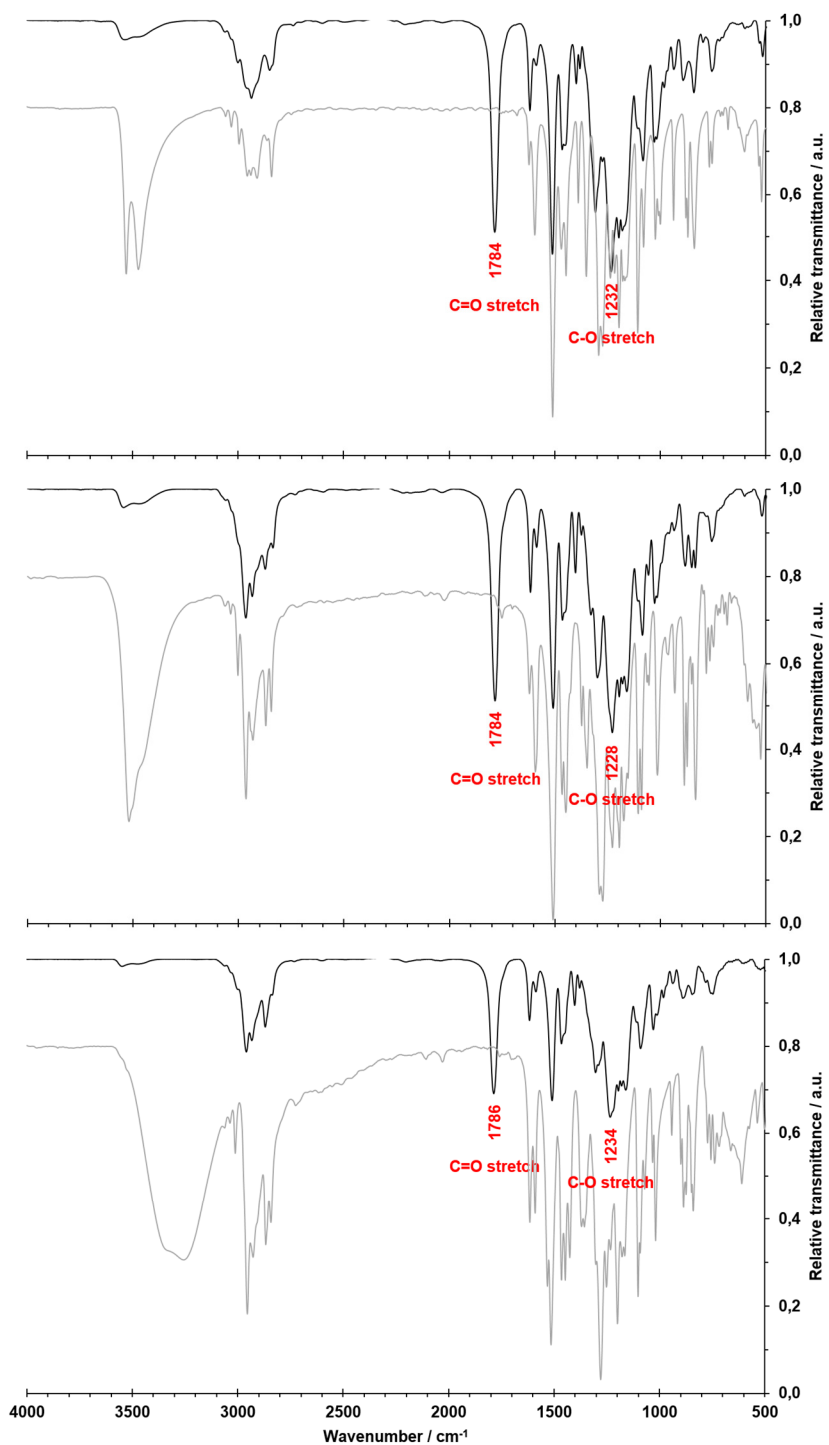 1,0
0,8
0,6
0,4
0,2
0,0
Relative transmittance / a.u.
1784
C=O stretch
1232
C-O stretch
1,0
0,8
0,6
0,4
0,2
0,0
Relative transmittance / a.u.
1784
C=O stretch
1228
C-O stretch
1,0
0,8
0,6
0,4
0,2
0,0
Relative transmittance / a.u.
1786
C=O stretch
1234
C-O stretch
4000 3500 3000 2500 2000 1500 1000 500
Wavenumber / cm⁻¹